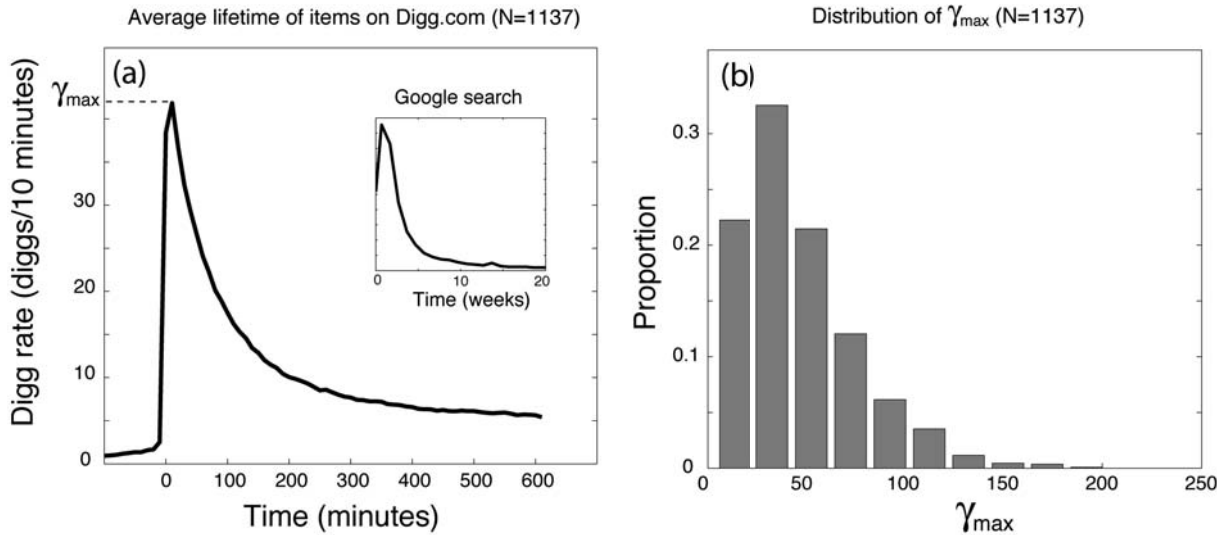 Average lifetime of items on Digg.com (N=1137)
(a)
γmax
Digg rate (diggs/10 minutes)
30
20
10
0
0 100 200 300 400 500 600
Time (minutes)
Google search
0 10 20
Time (weeks)
Distribution of γmax (N=1137)
(b)
Proportion
0.3
0.2
0.1
0
0 50 100 150 200 250
γmax